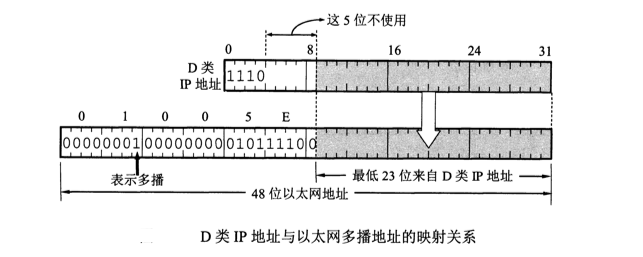 这 5 位不使用
0 8 16 24 31
D 类
IP 地址
1110
0 1 0 0 5 E
00000001 00000000 01011110 0
表示多播
最低 23 位来自 D 类 IP 地址
48 位以太网地址
D 类 IP 地址与以太网多播地址的映射关系